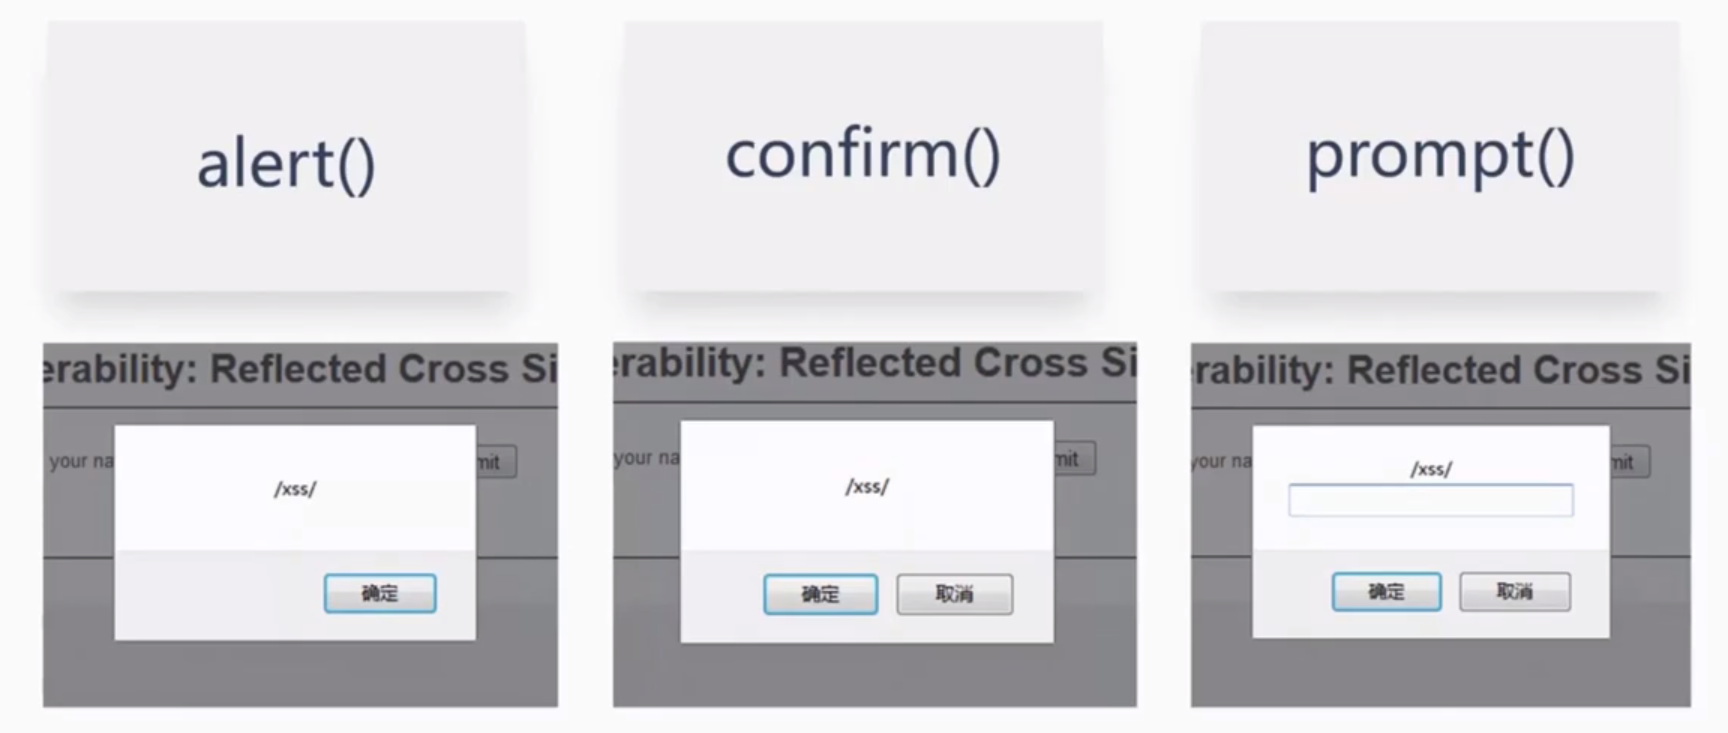 alert()
confirm()
prompt()
erability: Reflected Cross Si
your na
mit
/xss/
确定
erability: Reflected Cross Si
your na
mit
/xss/
确定 取消
rability: Reflected Cross Si
your na
mit
/xss/
确定 取消